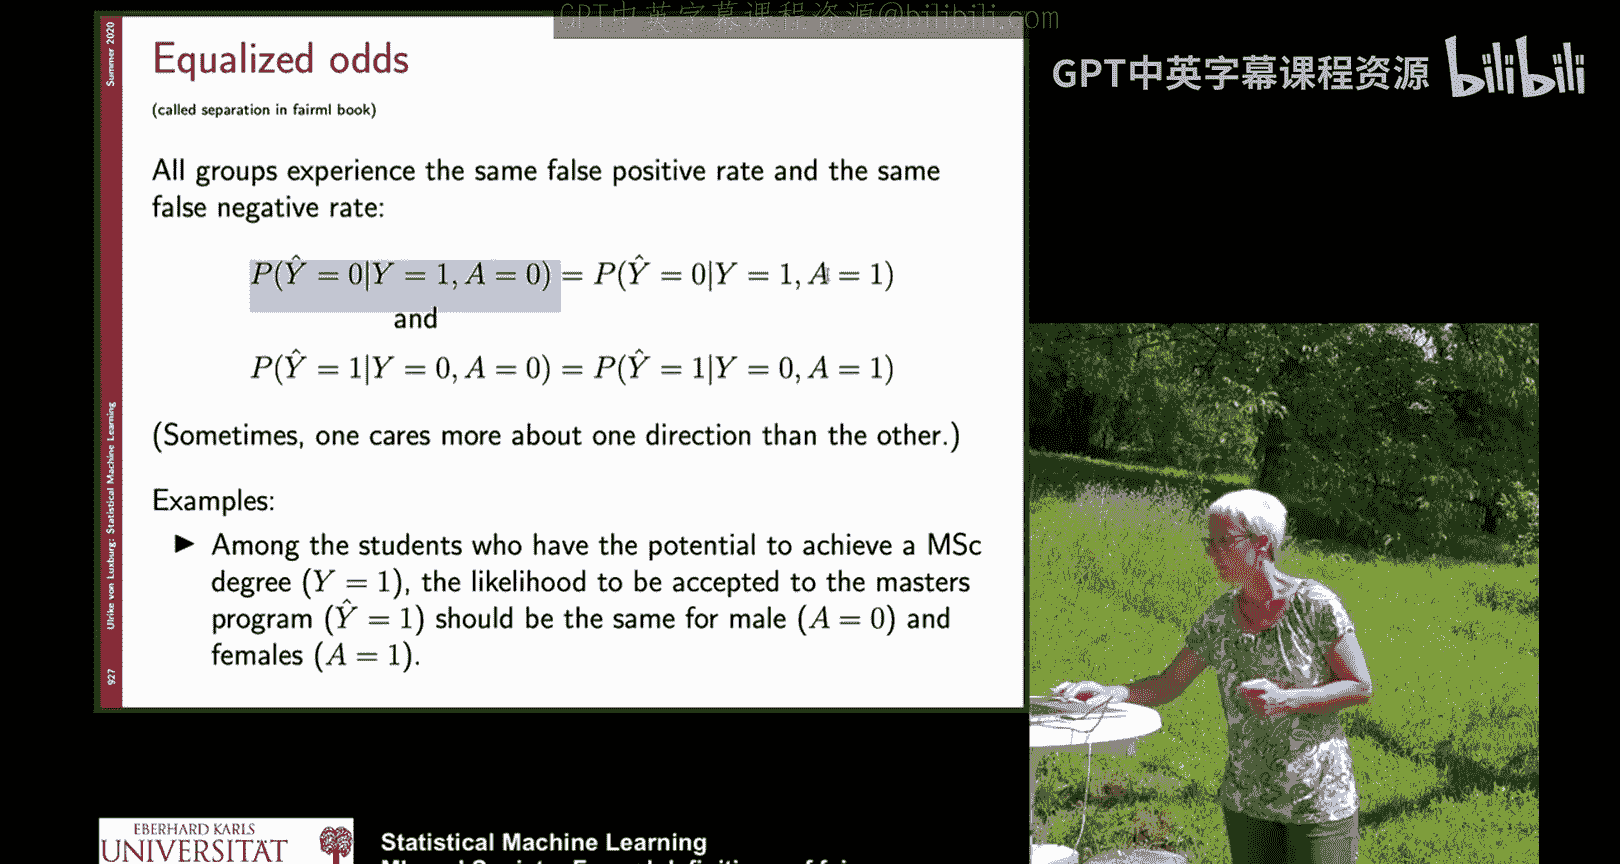 GPT中英字幕课程资源@bilibili.com
GPT中英字幕课程资源 bilibili
Summer 2020
Equalized odds
(called separation in fairml book)
All groups experience the same false positive rate and the same
false negative rate:
P(Ŷ = 0|Y = 1, A = 0) = P(Ŷ = 0|Y = 1, A = 1)
and
P(Ŷ = 1|Y = 0, A = 0) = P(Ŷ = 1|Y = 0, A = 1)
(Sometimes, one cares more about one direction than the other.)
Examples:
▶ Among the students who have the potential to achieve a MSc
degree (Y = 1), the likelihood to be accepted to the masters
program (Ŷ = 1) should be the same for male (A = 0) and
females (A = 1).
Ulrike von Luxburg: Statistical Machine Learning
927
EBERHARD KARLS
UNIVERSITÄT
Statistical Machine Learning